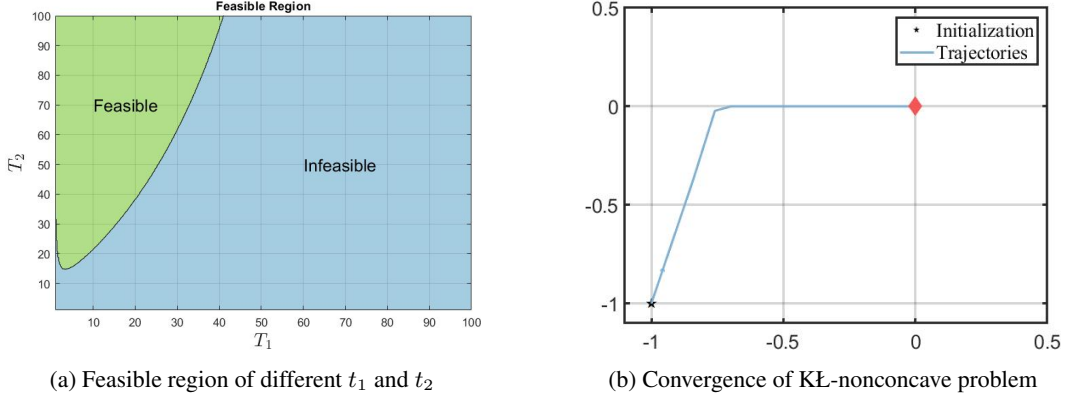 Feasible Region
100
90
80
70
60
50
40
30
20
10
T₂
Feasible
Infeasible
10 20 30 40 50 60 70 80 90 100
T₁
(a) Feasible region of different t₁ and t₂
0.5
0
-0.5
-1
Initialization
Trajectories
-1 -0.5 0 0.5
(b) Convergence of KŁ-nonconcave problem